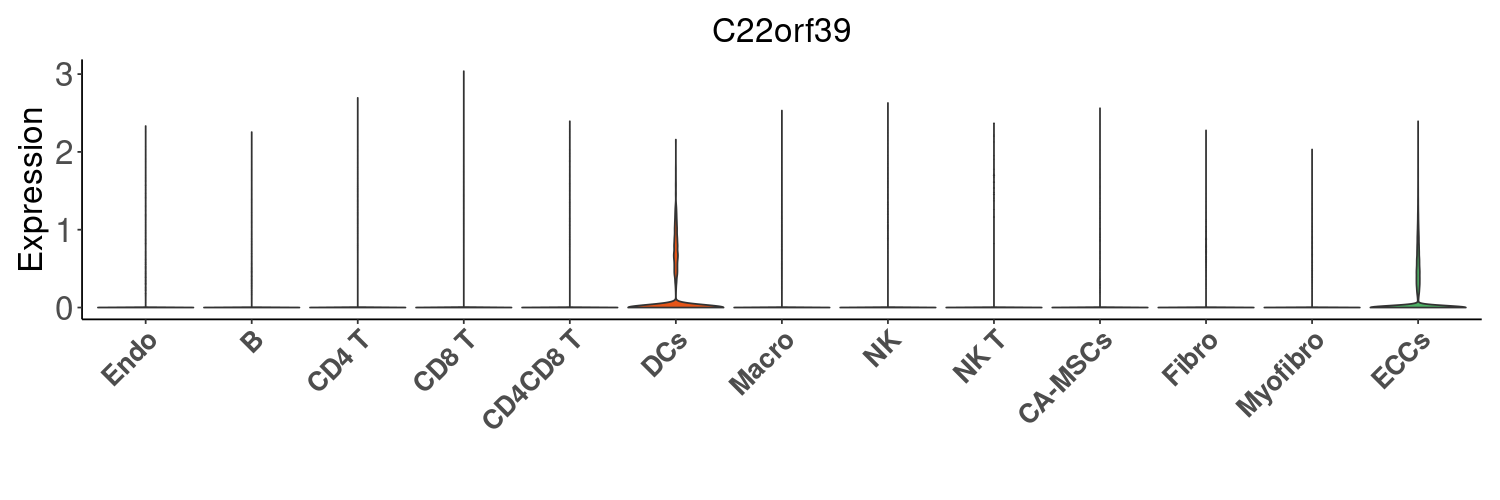 C22orf39
Expression
3
2
1
0
Endo
B
CD4 T
CD8 T
CD4CD8 T
DCs
Macro
NK
NK T
CA-MSCs
Fibro
Myofibro
ECCs